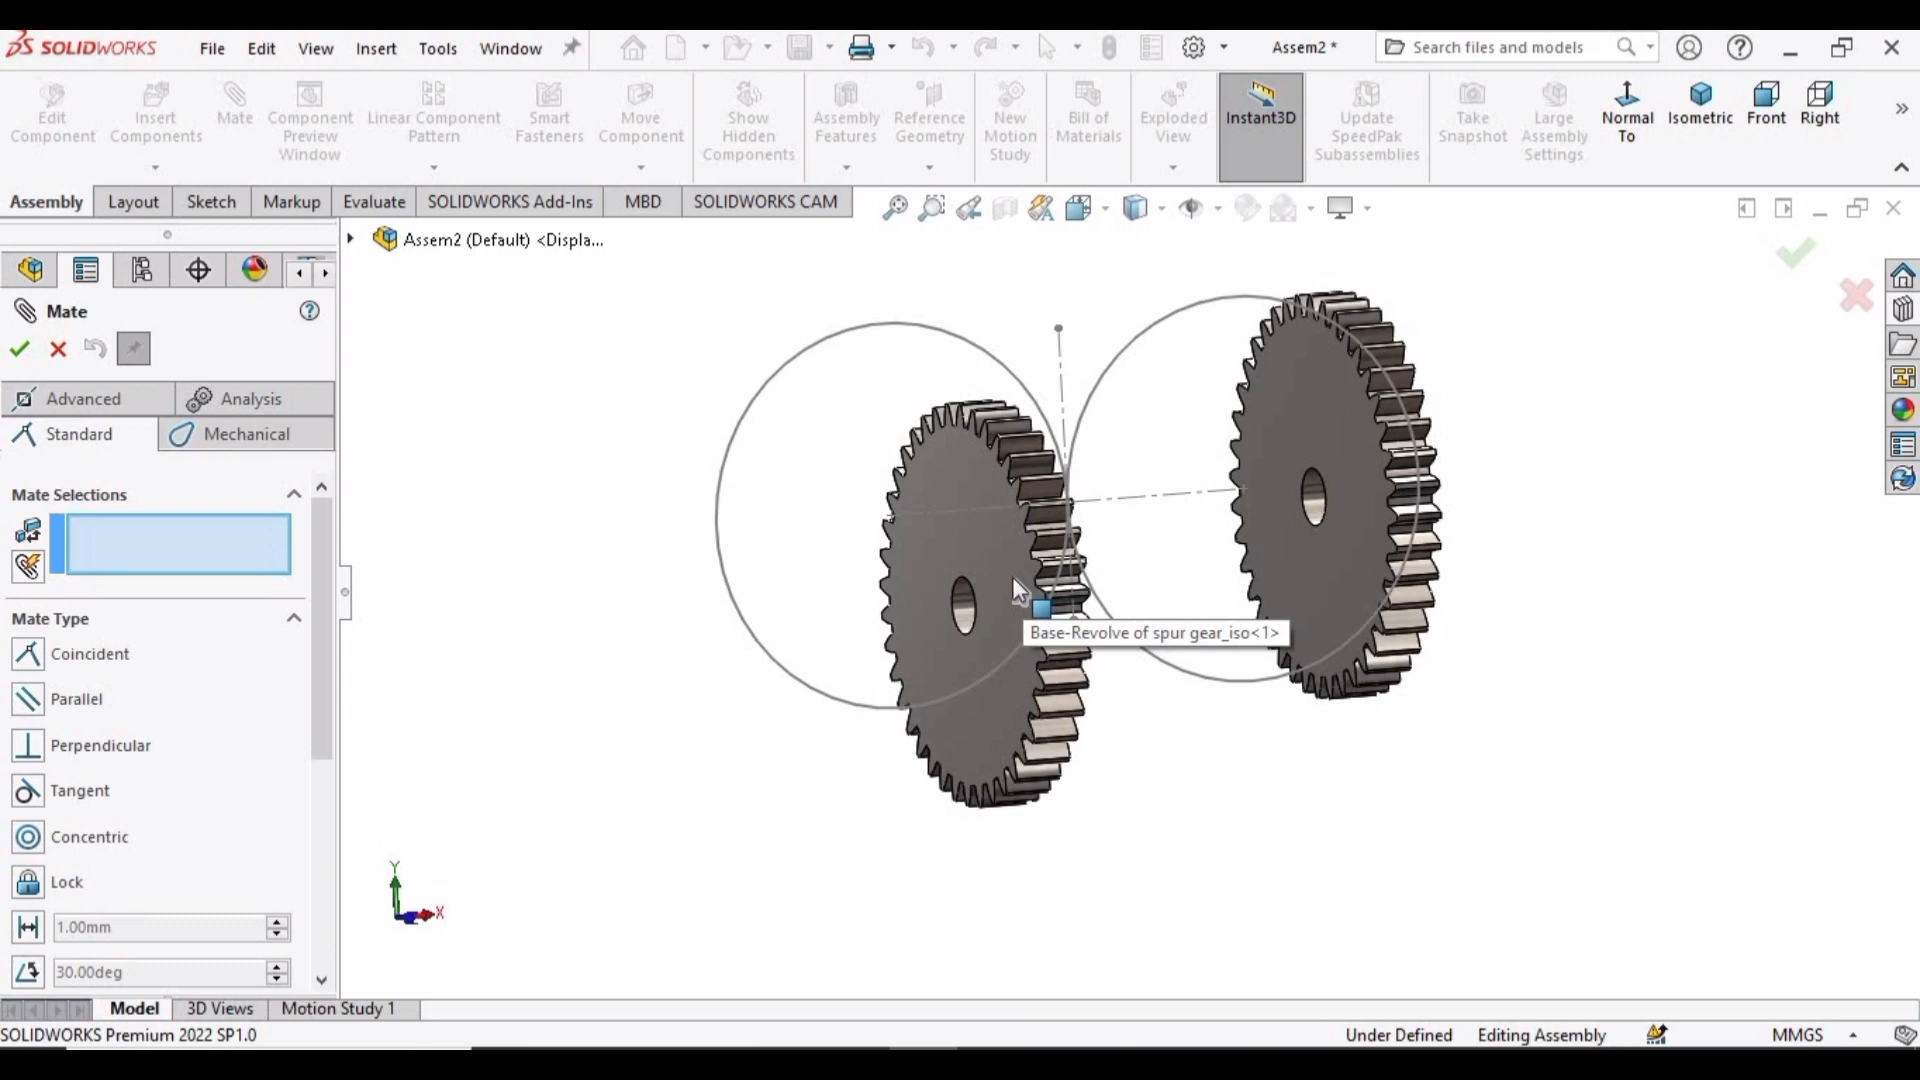 SOLIDWORKS
File
Edit
View
Insert
Tools
Window
Assem2 *
Search files and models
Edit
Component
Insert
Components
Mate
Component
Preview
Window
Linear Component
Pattern
Smart
Fasteners
Move
Component
Show
Hidden
Components
Assembly
Features
Reference
Geometry
New
Motion
Study
Bill of
Materials
Exploded
View
Instant3D
Update
SpeedPak
Subassemblies
Take
Snapshot
Large
Assembly
Settings
Normal
To
Isometric
Front
Right
Assembly
Layout
Sketch
Markup
Evaluate
SOLIDWORKS Add-Ins
MBD
SOLIDWORKS CAM
Assem2 (Default) <Displa...
Mate
Advanced
Analysis
Standard
Mechanical
Mate Selections
Mate Type
Coincident
Parallel
Perpendicular
Tangent
Concentric
Lock
1.00mm
30.00deg
Base-Revolve of spur gear_iso<1>
Y
X
Model
3D Views
Motion Study 1
SOLIDWORKS Premium 2022 SP1.0
Under Defined
Editing Assembly
MMGS